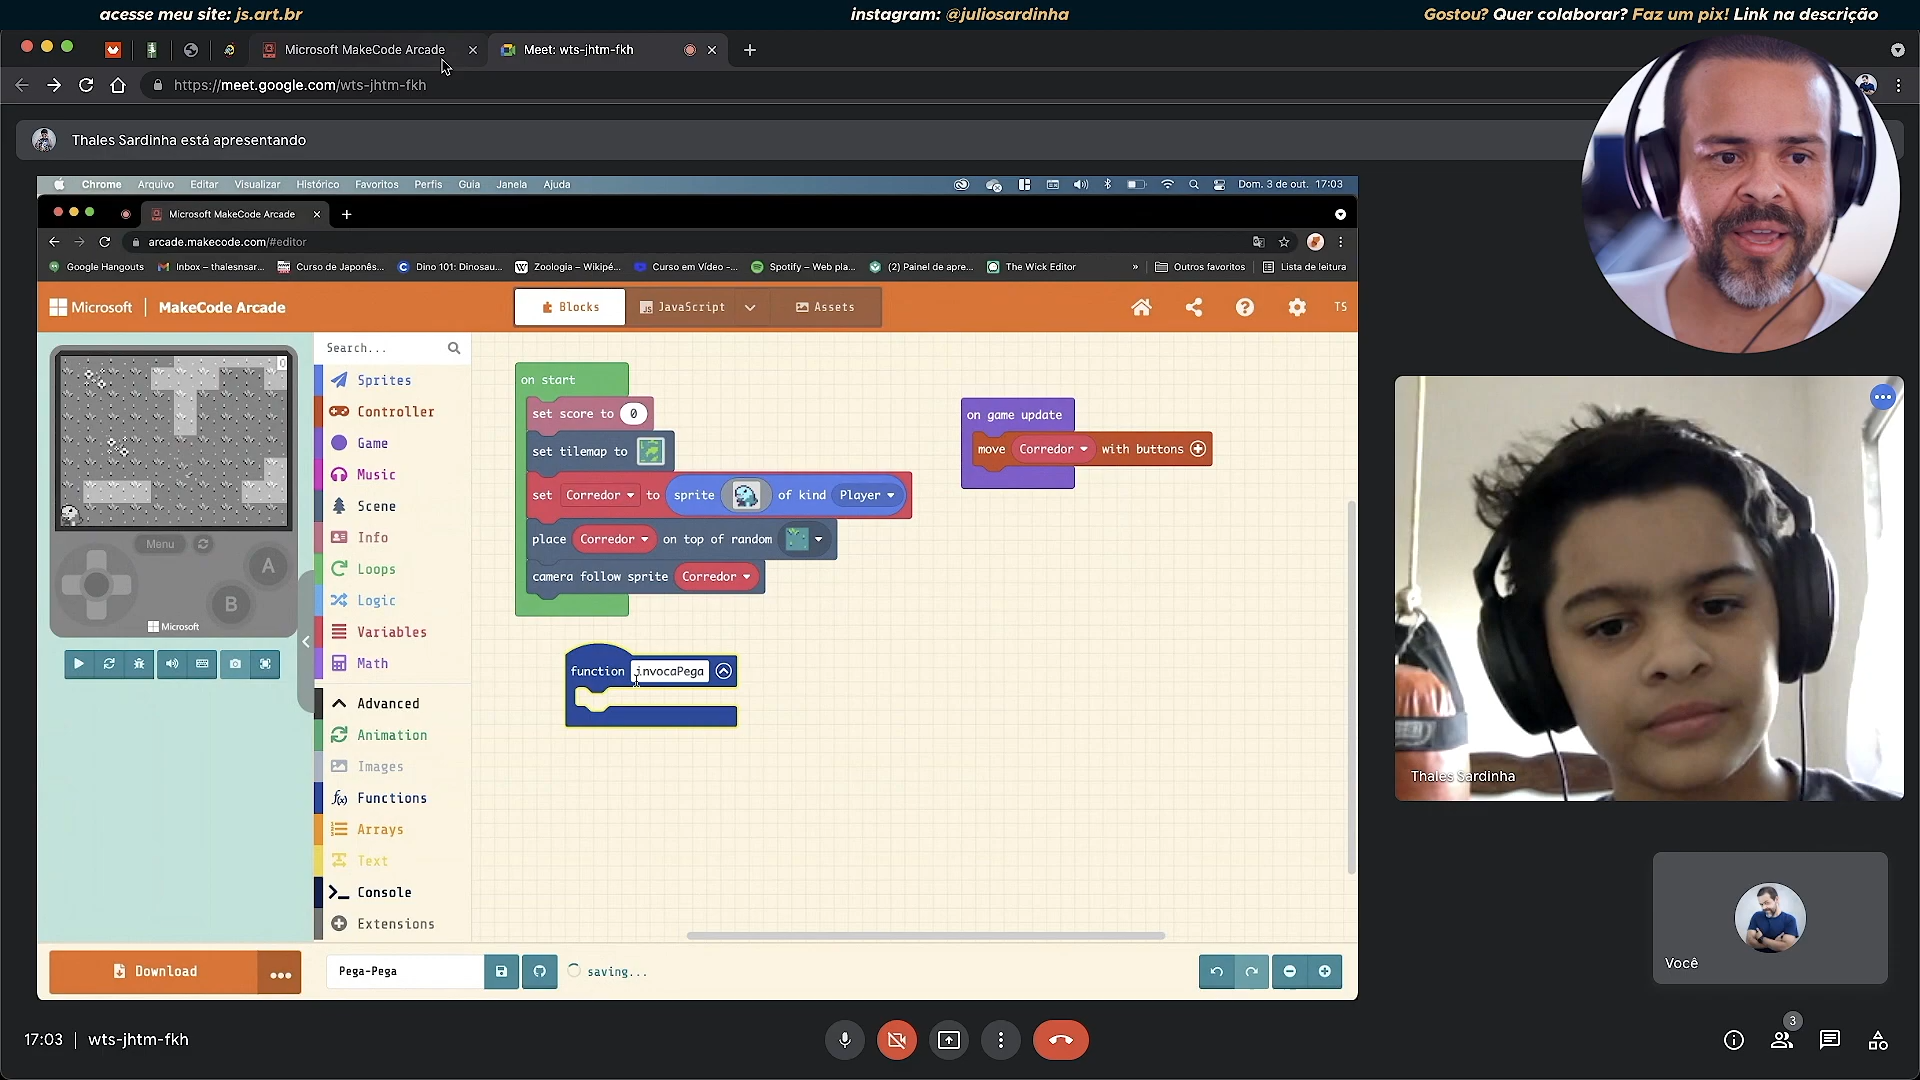 acesse meu site: js.art.br
instagram: @juliosardinha
Gostou? Quer colaborar? Faz um pix! Link na descrição
Microsoft MakeCode Arcade
Meet: wts-jhtm-fkh
https://meet.google.com/wts-jhtm-fkh
Thales Sardinha está apresentando
Chrome Arquivo Editar Visualizar Histórico Favoritos Perfis Guia Janela Ajuda
Dom. 3 de out. 17:03
Microsoft MakeCode Arcade
arcade.makecode.com/#editor
Google Hangouts
Inbox – thalesnsar...
Curso de Japonês...
Dino 101: Dinosau...
Zoologia – Wikipé...
Curso em Vídeo -...
Spotify – Web pla...
(2) Painel de apre...
The Wick Editor
»
Outros favoritos
Lista de leitura
Microsoft | MakeCode Arcade
Blocks
JavaScript
Assets
TS
0
Menu
A
B
Microsoft
Search...
Sprites
Controller
Game
Music
Scene
Info
Loops
Logic
Variables
Math
Advanced
Animation
Images
Functions
Arrays
Text
Console
Extensions
on start
set score to 0
set tilemap to
set Corredor to sprite of kind Player
place Corredor on top of random
camera follow sprite Corredor
on game update
move Corredor with buttons
function invocaPega
Download
Pega-Pega
saving...
Thales Sardinha
Você
17:03 | wts-jhtm-fkh
3